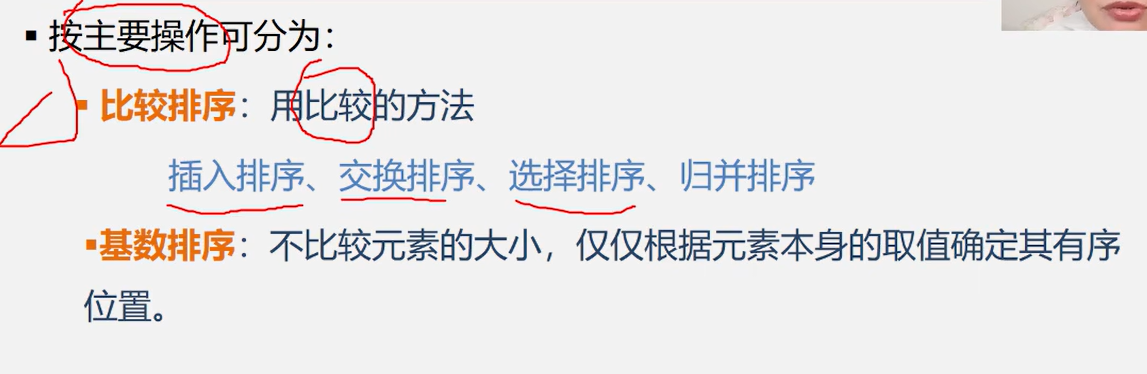 ▪ 按主要操作可分为：
▪ 比较排序：用比较的方法
插入排序、交换排序、选择排序、归并排序
▪基数排序：不比较元素的大小，仅仅根据元素本身的取值确定其有序
位置。